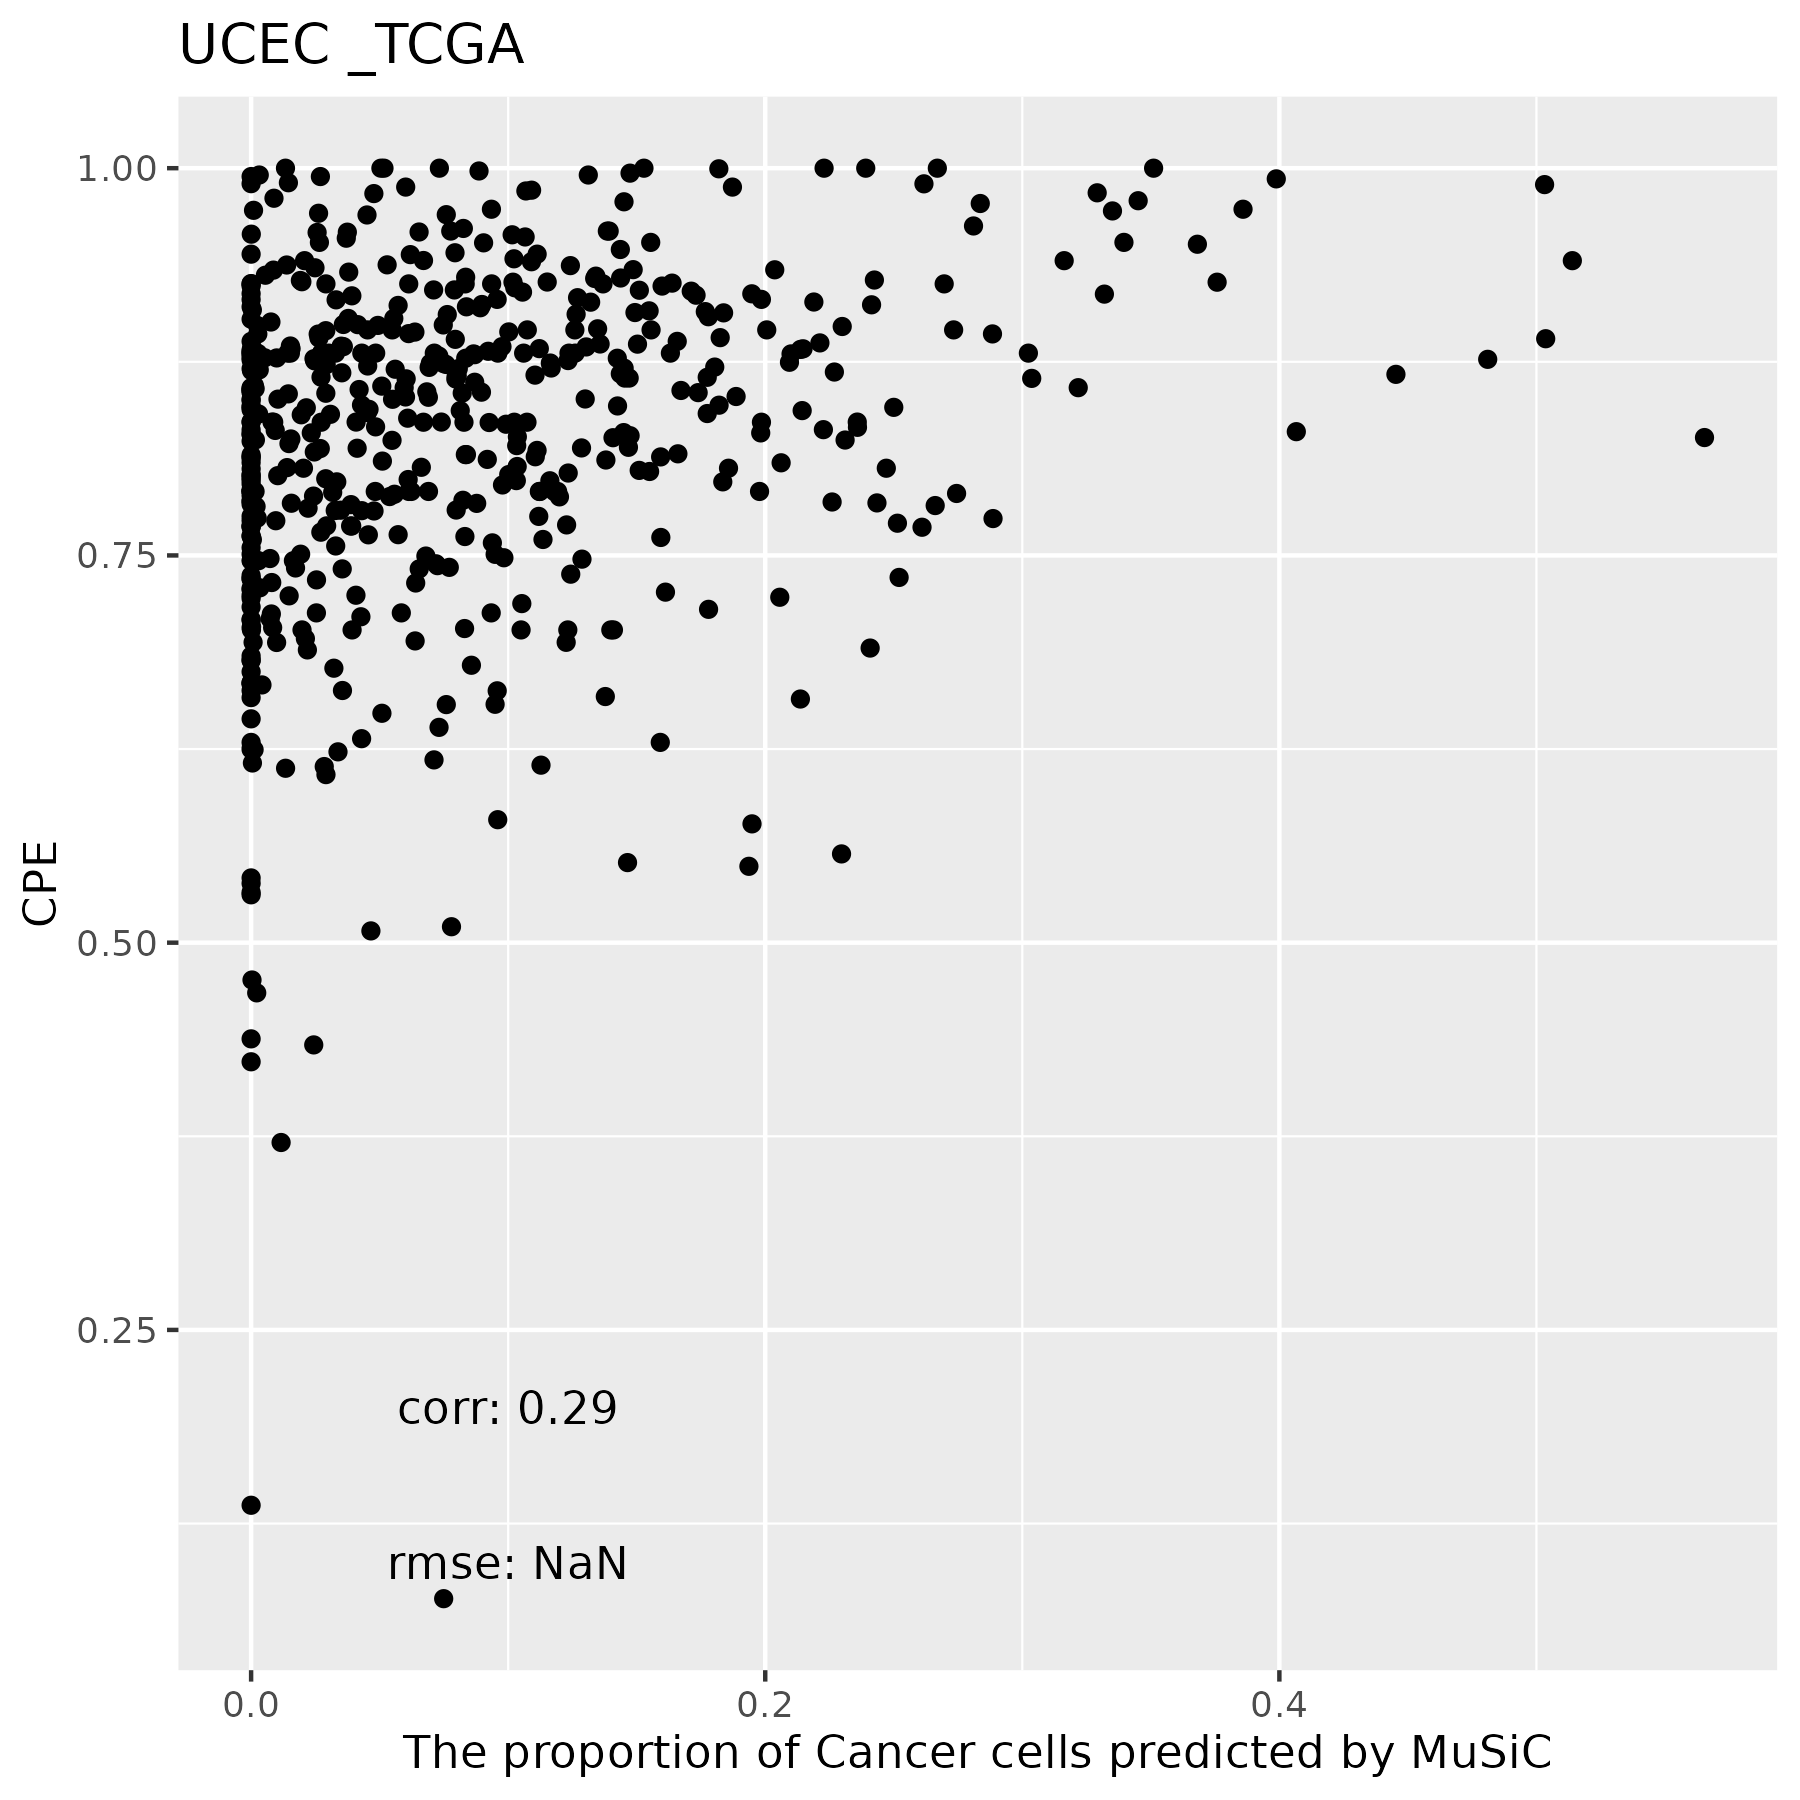 UCEC _TCGA
1.00
0.75
CPE
0.50
0.25
corr: 0.29
rmse: NaN
0.0 0.2 0.4
The proportion of Cancer cells predicted by MuSiC